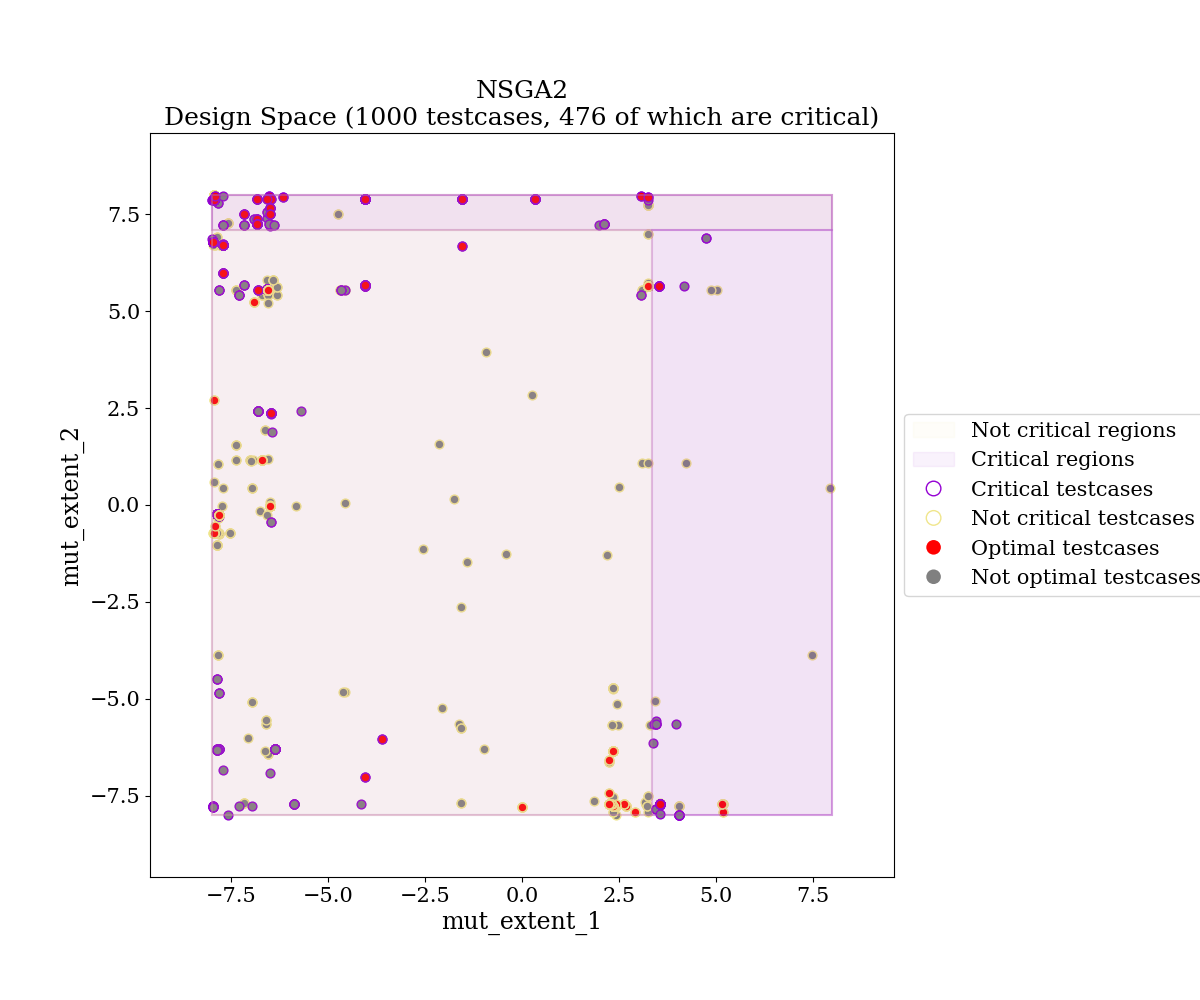 NSGA2
Design Space (1000 testcases, 476 of which are critical)
7.5
5.0
2.5
0.0
−2.5
−5.0
−7.5
mut_extent_2
−7.5 −5.0 −2.5 0.0 2.5 5.0 7.5
mut_extent_1
Not critical regions
Critical regions
Critical testcases
Not critical testcases
Optimal testcases
Not optimal testcases